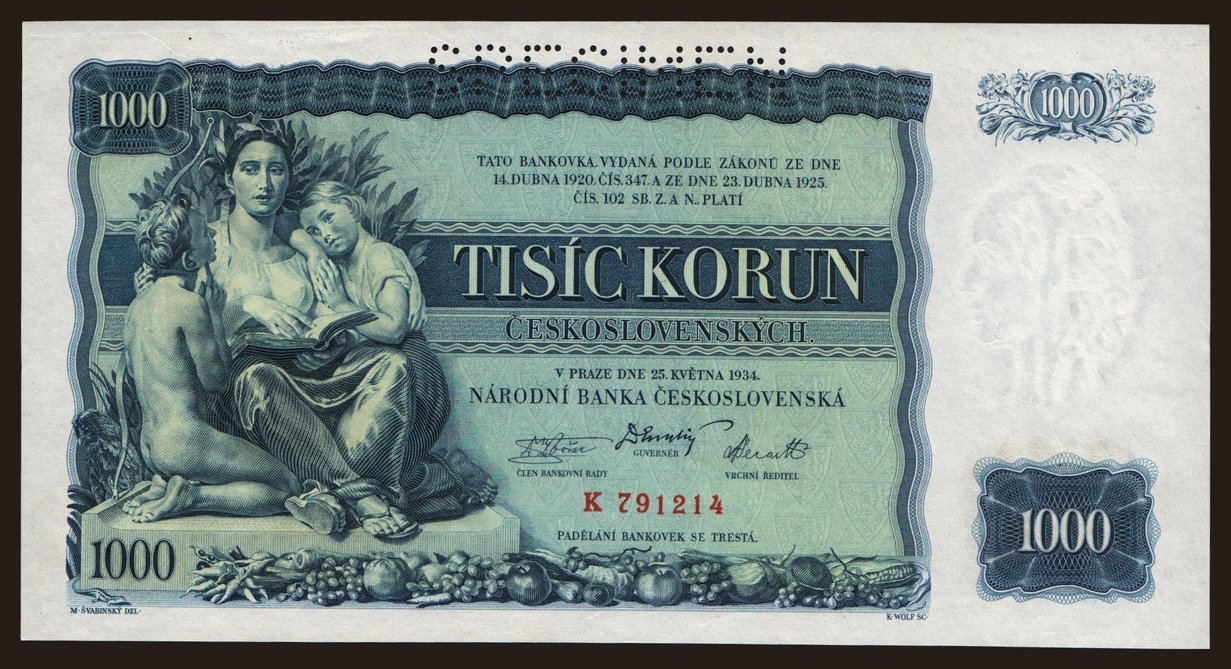 SPECIMEN
1000
1000
TATO BANKOVKA. VYDANÁ PODLE ZÁKONŮ ZE DNE
14. DUBNA 1920. ČÍS. 347. A ZE DNE 23. DUBNA 1925.
ČÍS. 102 SB. Z. A N.. PLATÍ
TISÍC KORUN
ČESKOSLOVENSKÝCH.
V PRAZE DNE 25. KVĚTNA 1934.
NÁRODNÍ BANKA ČESKOSLOVENSKÁ
ČLEN BANKOVNÍ RADY
GUVERNÉR
VRCHNÍ ŘEDITEL
K 791214
PADĚLÁNÍ BANKOVEK SE TRESTÁ.
1000
1000
M. ŠVABINSKÝ DEL.
K. WOLF SC.